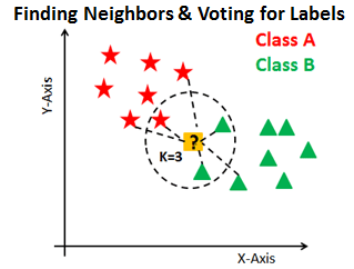 Finding Neighbors & Voting for Labels
Class A
Class B
Y-Axis
?
K=3
X-Axis